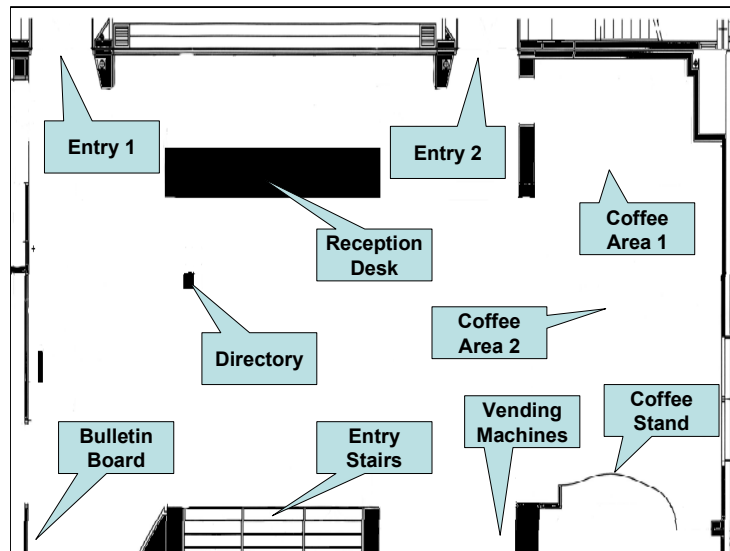 Entry 1
Entry 2
Coffee
Area 1
Reception
Desk
Coffee
Area 2
Directory
Bulletin
Board
Entry
Stairs
Vending
Machines
Coffee
Stand